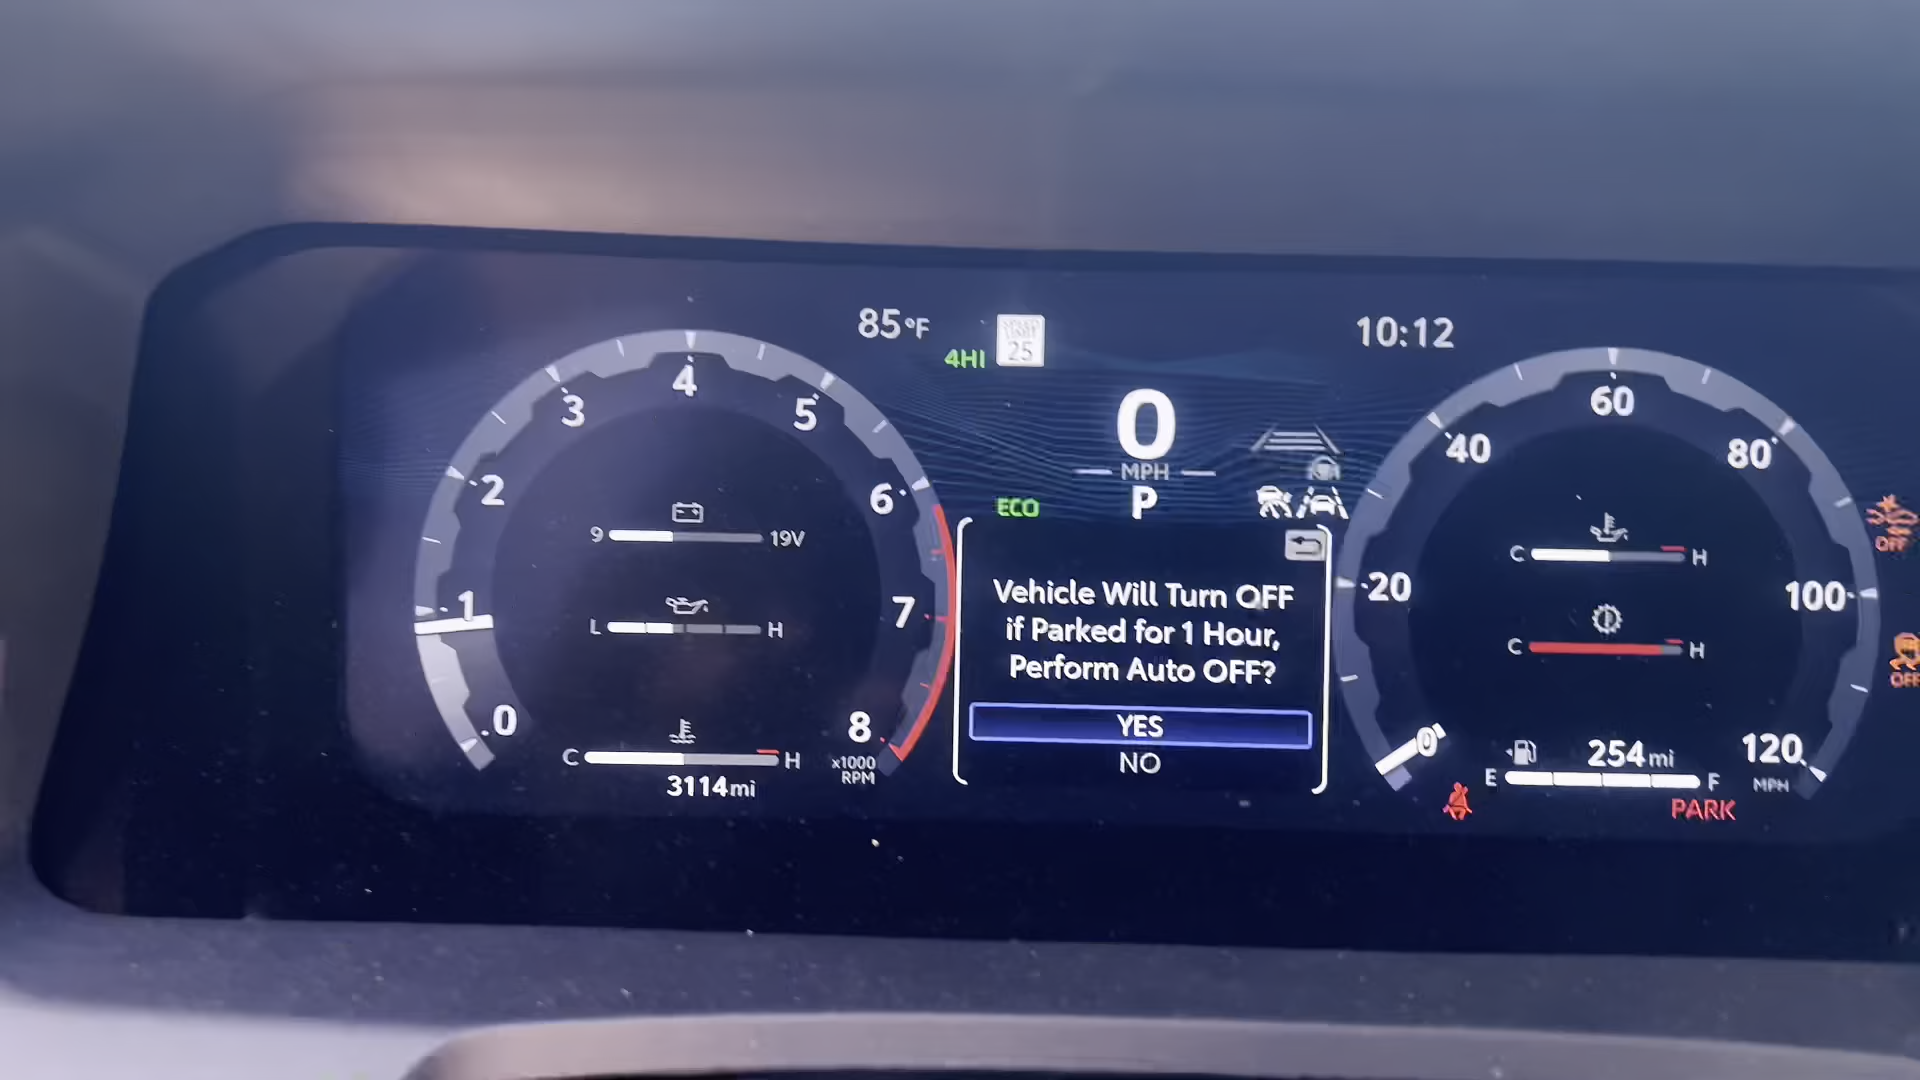 85°F
4HI
25
10:12
0
MPH
P
ECO
0
1
2
3
4
5
6
7
8
x1000
RPM
9
19V
L
H
C
H
3114mi
Vehicle Will Turn OFF
if Parked for 1 Hour,
Perform Auto OFF?
YES
NO
0
20
40
60
80
100
120
MPH
C
H
C
H
254mi
E
F
PARK
OFF
OFF